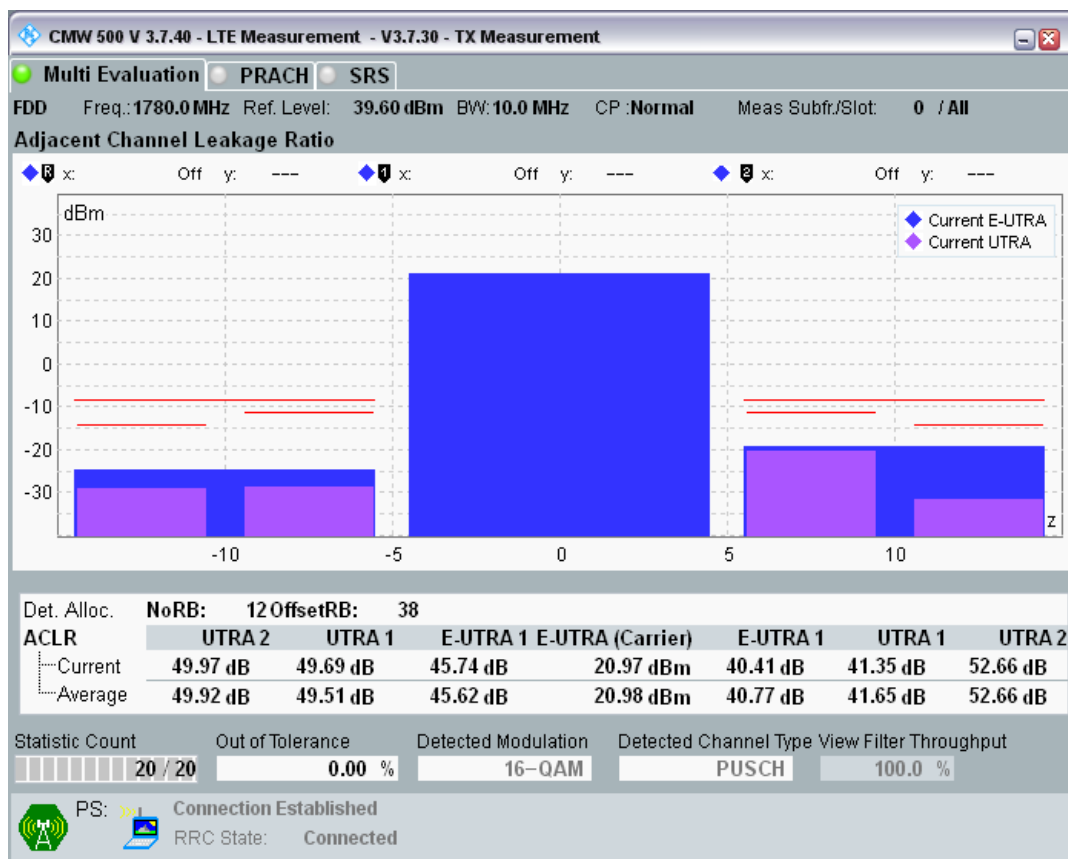 CMW 500 V 3.7.40 - LTE Measurement - V3.7.30 - TX Measurement
Multi Evaluation PRACH SRS
FDD Freq.: 1780.0 MHz Ref. Level: 39.60 dBm BW: 10.0 MHz CP :Normal Meas Subfr./Slot: 0 / All
Adjacent Channel Leakage Ratio
R x: Off y: --- 1 x: Off y: --- 2 x: Off y: ---
dBm
Current E-UTRA
Current UTRA
30
20
10
0
-10
-20
-30
z
-10 -5 0 5 10
Det. Alloc. NoRB: 12 OffsetRB: 38
ACLR UTRA 2 UTRA 1 E-UTRA 1 E-UTRA (Carrier) E-UTRA 1 UTRA 1 UTRA 2
Current 49.97 dB 49.69 dB 45.74 dB 20.97 dBm 40.41 dB 41.35 dB 52.66 dB
Average 49.92 dB 49.51 dB 45.62 dB 20.98 dBm 40.77 dB 41.65 dB 52.66 dB
Statistic Count Out of Tolerance Detected Modulation Detected Channel Type View Filter Throughput
20 / 20 0.00 % 16-QAM PUSCH 100.0 %
PS: Connection Established
RRC State: Connected